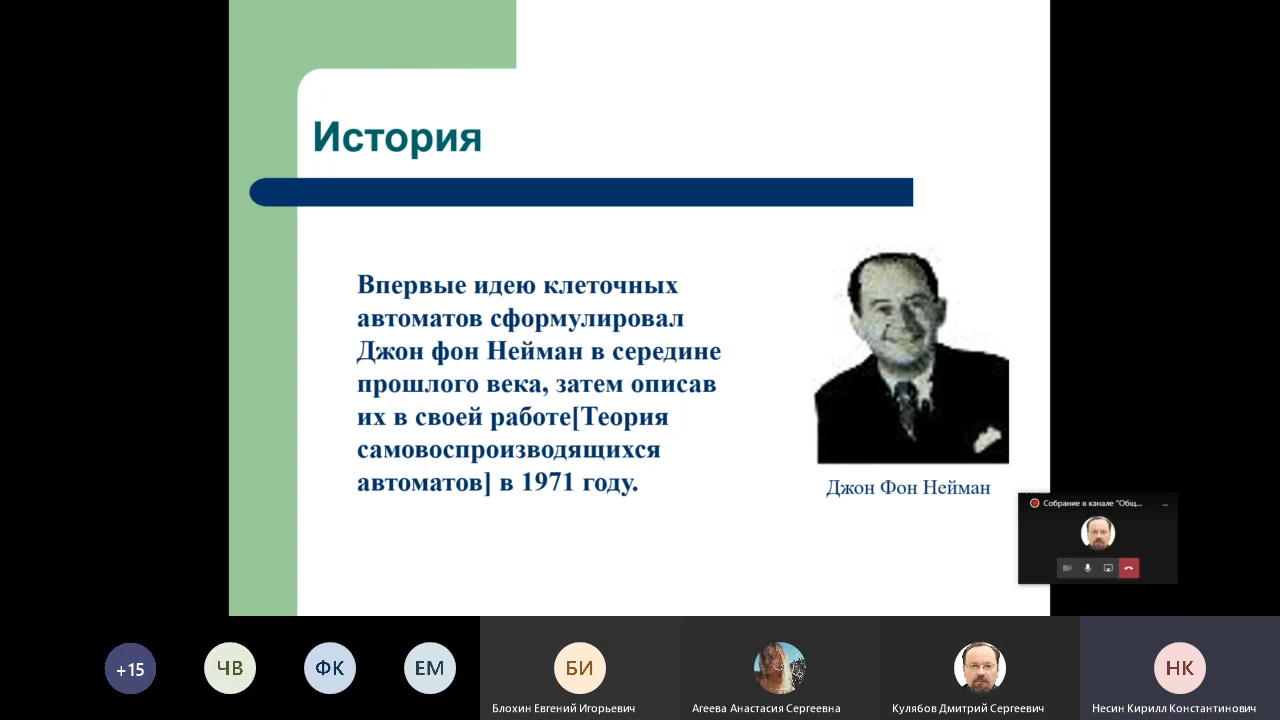 История
Впервые идею клеточных
автоматов сформулировал
Джон фон Нейман в середине
прошлого века, затем описав
их в своей работе[Теория
самовоспроизводящихся
автоматов] в 1971 году.
Джон Фон Нейман
Собрание в канале "Общ...
+15
ЧВ
ФК
ЕМ
БИ
НК
Блохин Евгений Игорьевич
Агеева Анастасия Сергеевна
Кулябов Дмитрий Сергеевич
Несин Кирилл Константинович